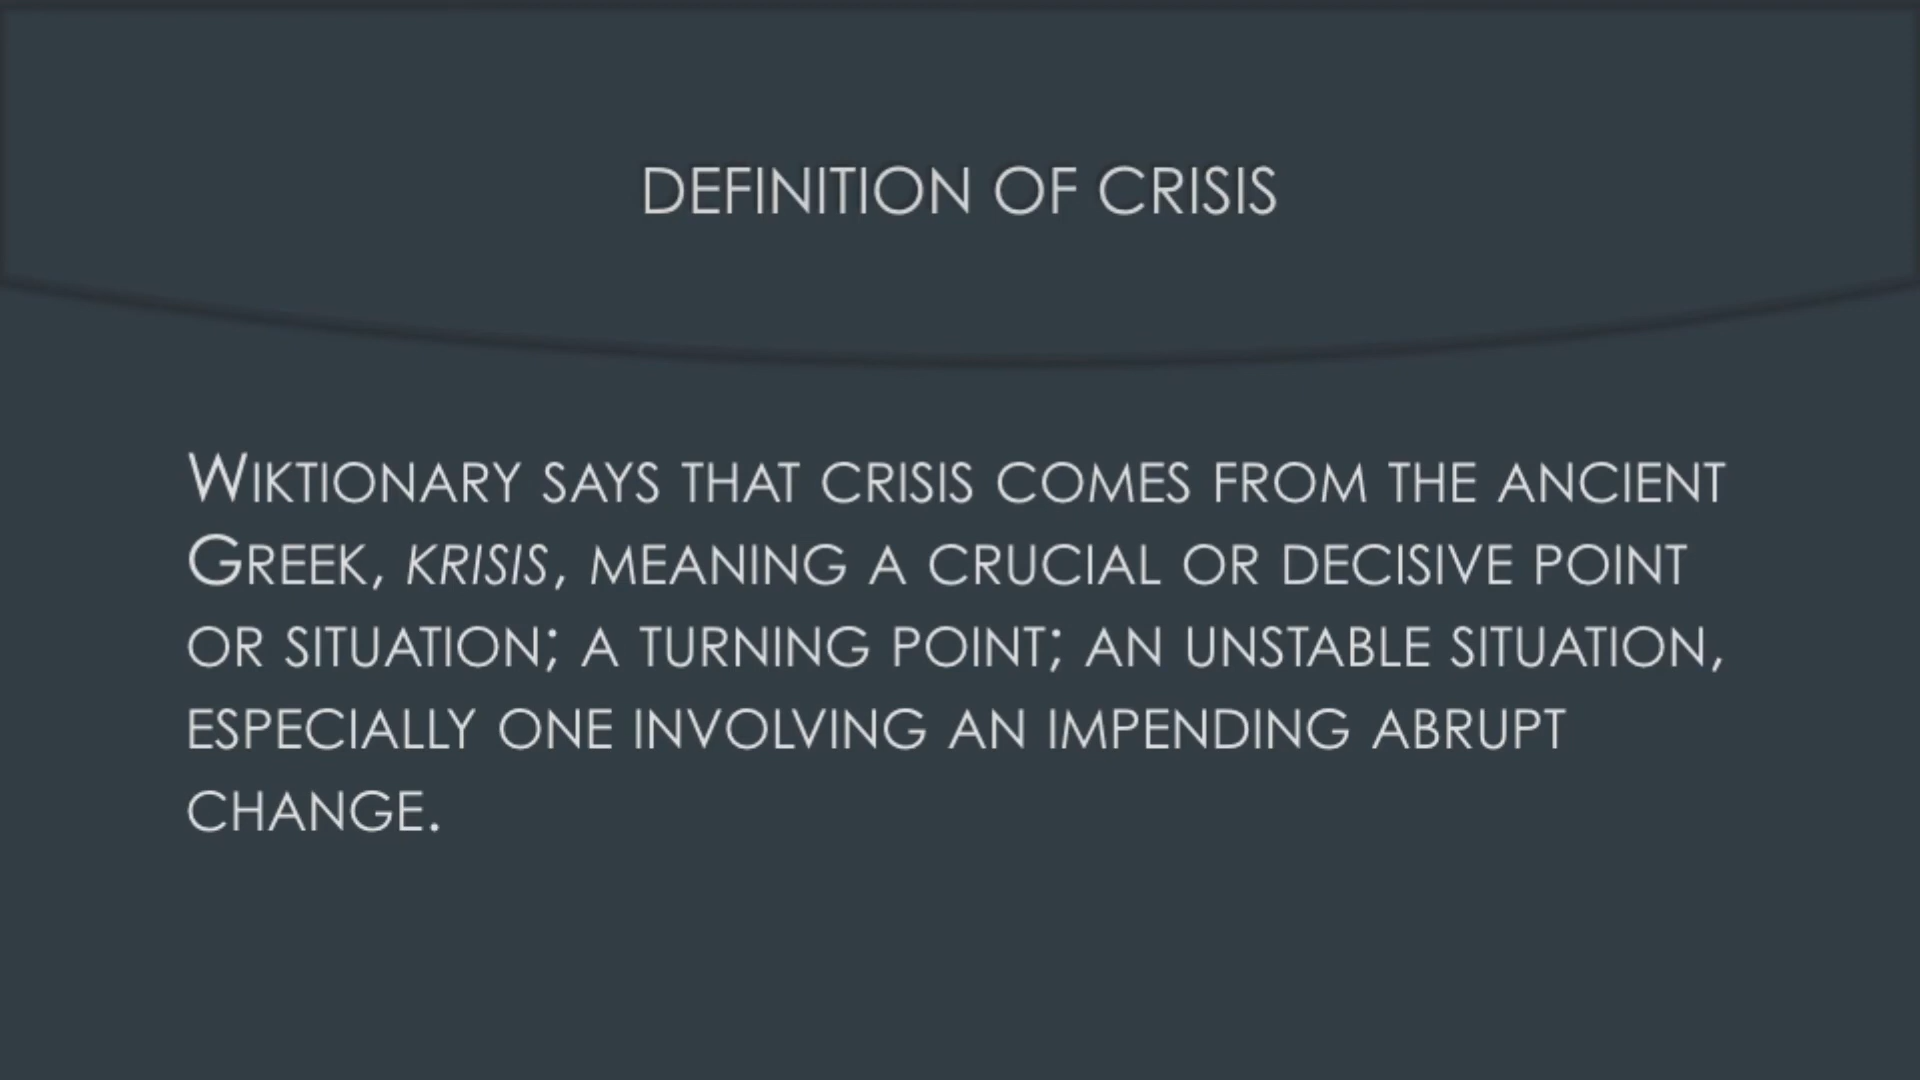 DEFINITION OF CRISIS
WIKTIONARY SAYS THAT CRISIS COMES FROM THE ANCIENT
GREEK, KRISIS, MEANING A CRUCIAL OR DECISIVE POINT
OR SITUATION; A TURNING POINT; AN UNSTABLE SITUATION,
ESPECIALLY ONE INVOLVING AN IMPENDING ABRUPT
CHANGE.